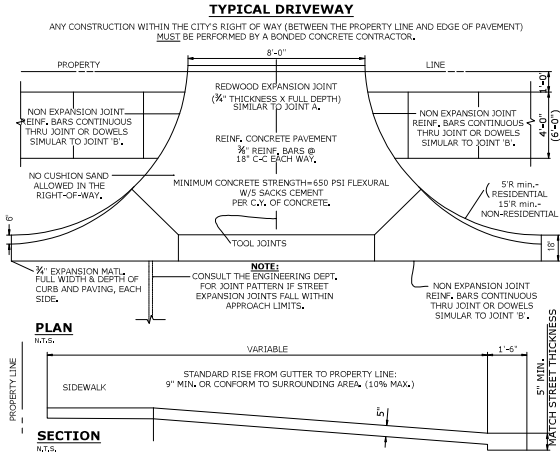 TYPICAL DRIVEWAY
ANY CONSTRUCTION WITHIN THE CITY'S RIGHT OF WAY (BETWEEN THE PROPERTY LINE AND EDGE OF PAVEMENT)
MUST BE PERFORMED BY A BONDED CONCRETE CONTRACTOR.
8'-0"
PROPERTY
LINE
REDWOOD EXPANSION JOINT
(¾" THICKNESS X FULL DEPTH)
SIMILAR TO JOINT A.
1'-0"
4'-0"
(6'-0")
NON EXPANSION JOINT
REINF. BARS CONTINUOUS
THRU JOINT OR DOWELS
SIMULAR TO JOINT 'B'.
NON EXPANSION JOINT
REINF. BARS CONTINUOUS
THRU JOINT OR DOWELS
SIMULAR TO JOINT 'B'.
REINF. CONCRETE PAVEMENT
⅜" REINF. BARS @
18" C-C EACH WAY.
NO CUSHION SAND
ALLOWED IN THE
RIGHT-OF-WAY.
MINIMUM CONCRETE STRENGTH=650 PSI FLEXURAL
W/5 SACKS CEMENT
PER C.Y. OF CONCRETE.
5'R min.-
RESIDENTIAL
15'R min.-
NON-RESIDENTIAL
6"
18"
TOOL JOINTS
¾" EXPANSION MATL.
FULL WIDTH & DEPTH OF
CURB AND PAVING, EACH
SIDE.
NOTE:
CONSULT THE ENGINEERING DEPT.
FOR JOINT PATTERN IF STREET
EXPANSION JOINTS FALL WITHIN
APPROACH LIMITS.
NON EXPANSION JOINT
REINF. BARS CONTINUOUS
THRU JOINT OR DOWELS
SIMULAR TO JOINT 'B'.
PLAN
N.T.S.
VARIABLE
1'-6"
PROPERTY LINE
SIDEWALK
STANDARD RISE FROM GUTTER TO PROPERTY LINE:
9" MIN. OR CONFORM TO SURROUNDING AREA. (10% MAX.)
5"
5" MIN.
MATCH STREET THICKNESS
SECTION
N.T.S.